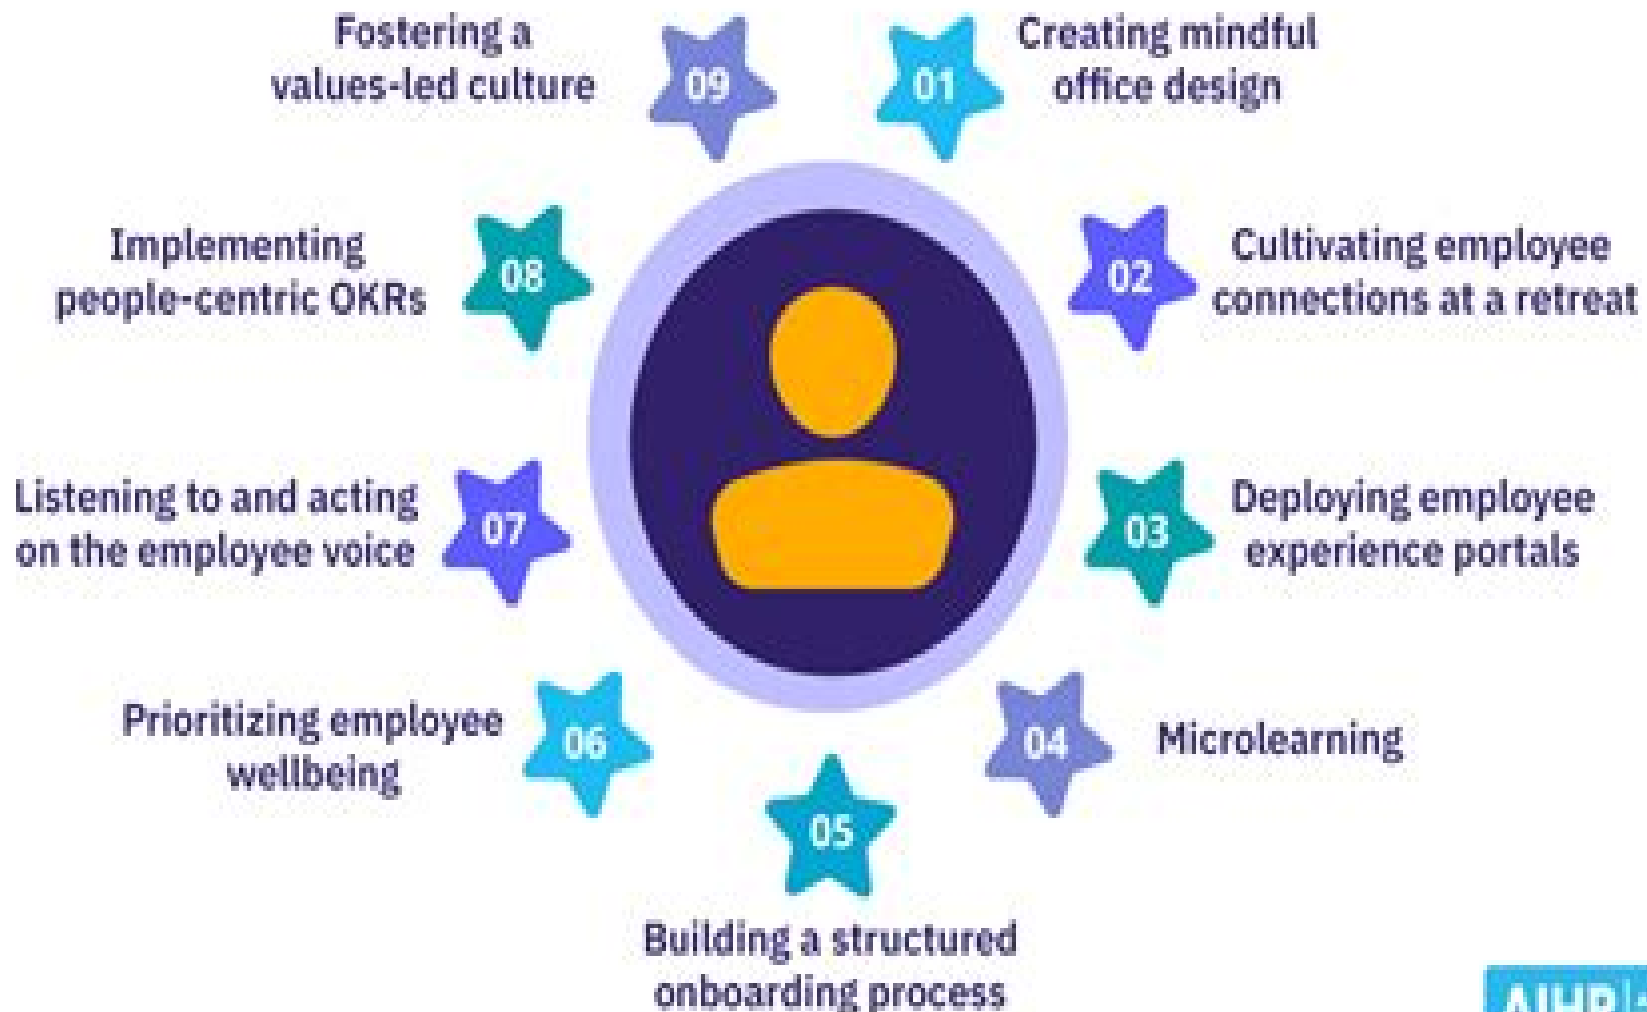 01
Creating mindful
office design
02
Cultivating employee
connections at a retreat
03
Deploying employee
experience portals
04
Microlearning
05
Building a structured
onboarding process
06
Prioritizing employee
wellbeing
07
Listening to and acting
on the employee voice
08
Implementing
people-centric OKRs
09
Fostering a
values-led culture
AIHR